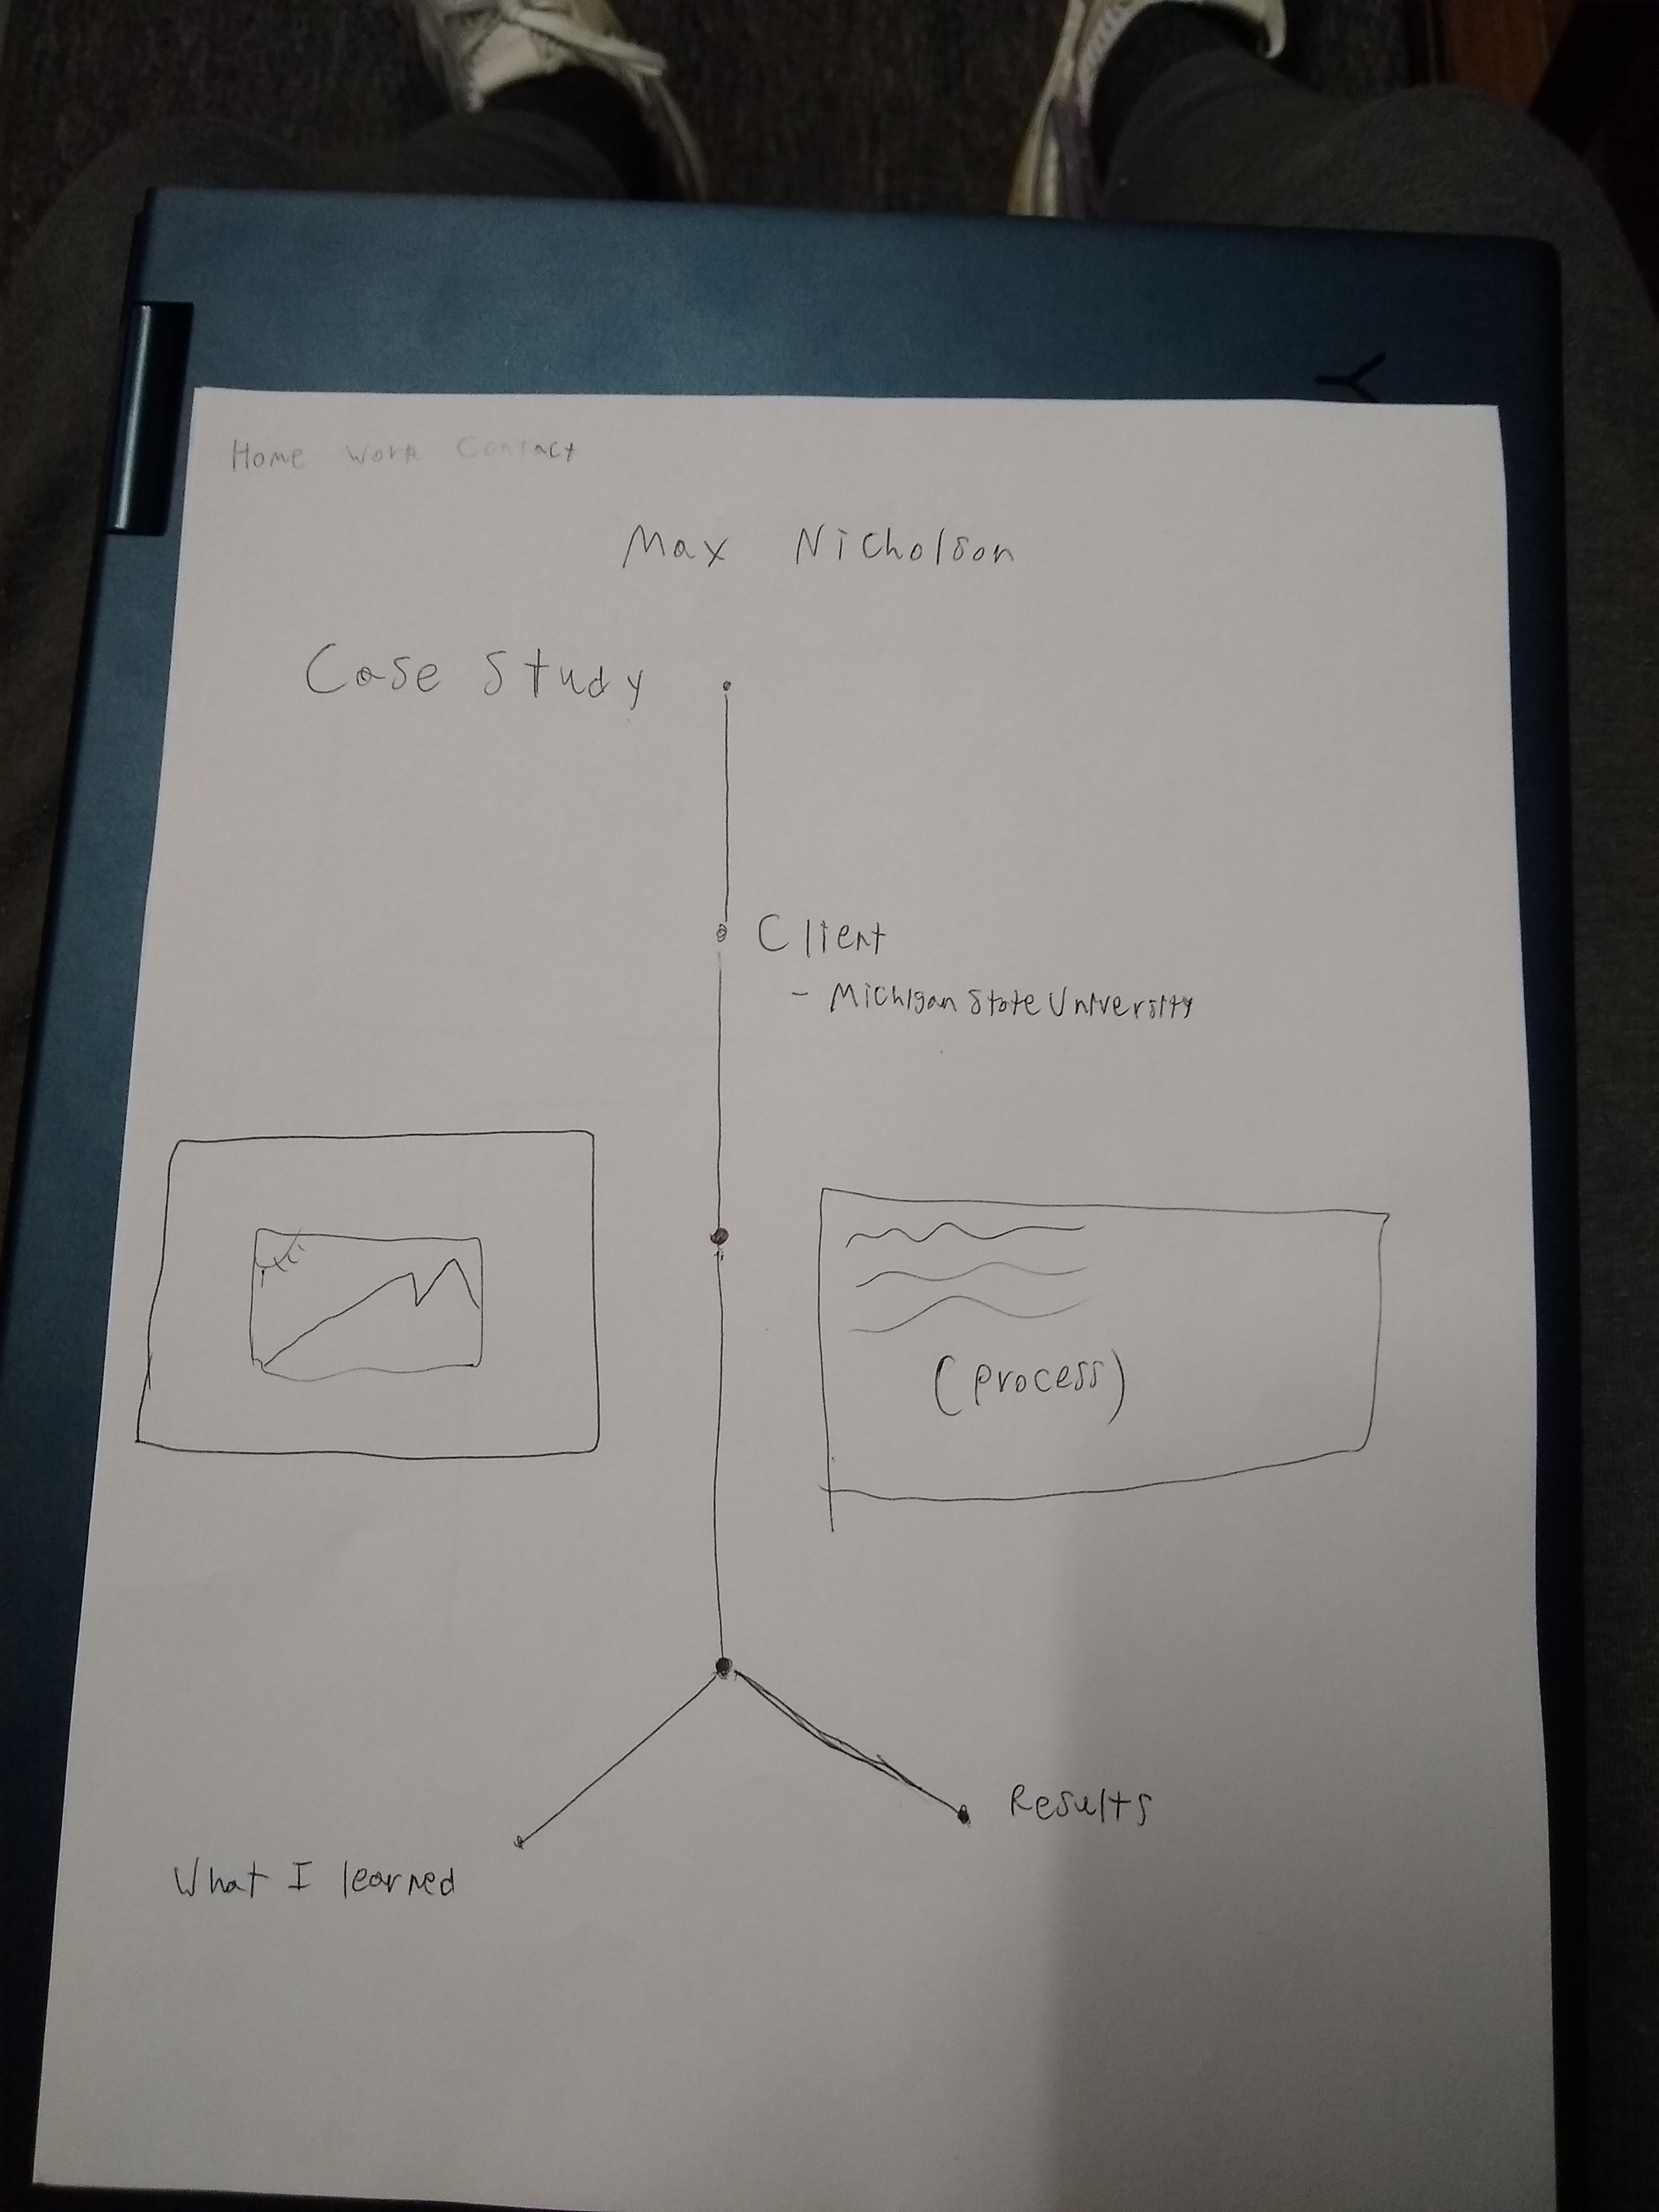 Home Work Contact
Max Nicholson
Case Study
Client
- Michigan State University
(process)
Results
What I learned